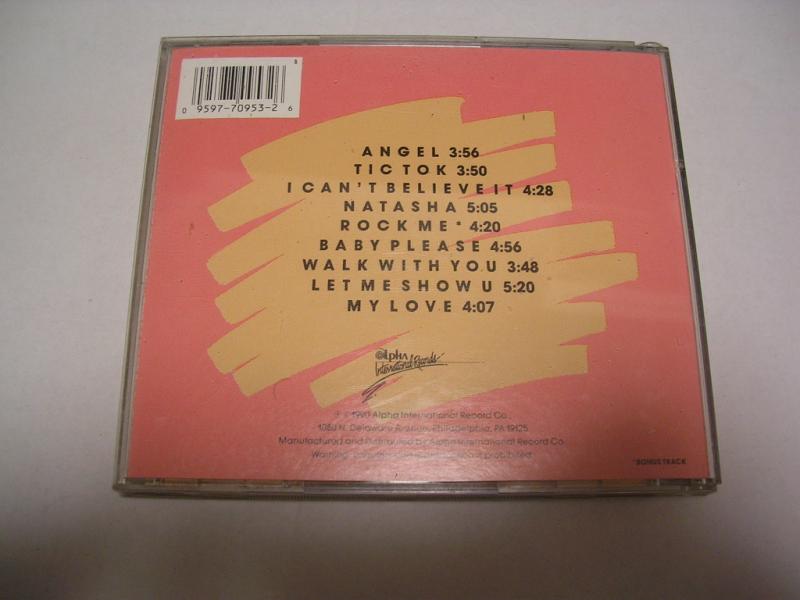 8
0 9597-70953-2 6
ANGEL 3:56
TIC TOK 3:50
I CAN'T BELIEVE IT 4:28
NATASHA 5:05
ROCK ME * 4:20
BABY PLEASE 4:56
WALK WITH YOU 3:48
LET ME SHOW U 5:20
MY LOVE 4:07
Alpha
International Records
℗ © 1990 Alpha International Record Co.
N. Delaware Avenue, Philadelphia, PA 19125
Manufactured and Distributed by Alpha International Record Co.
Warning: prohibited
*BONUS TRACK